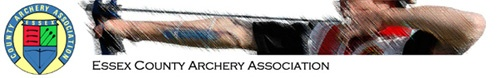 COUNTY ARCHERY ASSOCIATION
ESSEX
ESSEX COUNTY ARCHERY ASSOCIATION